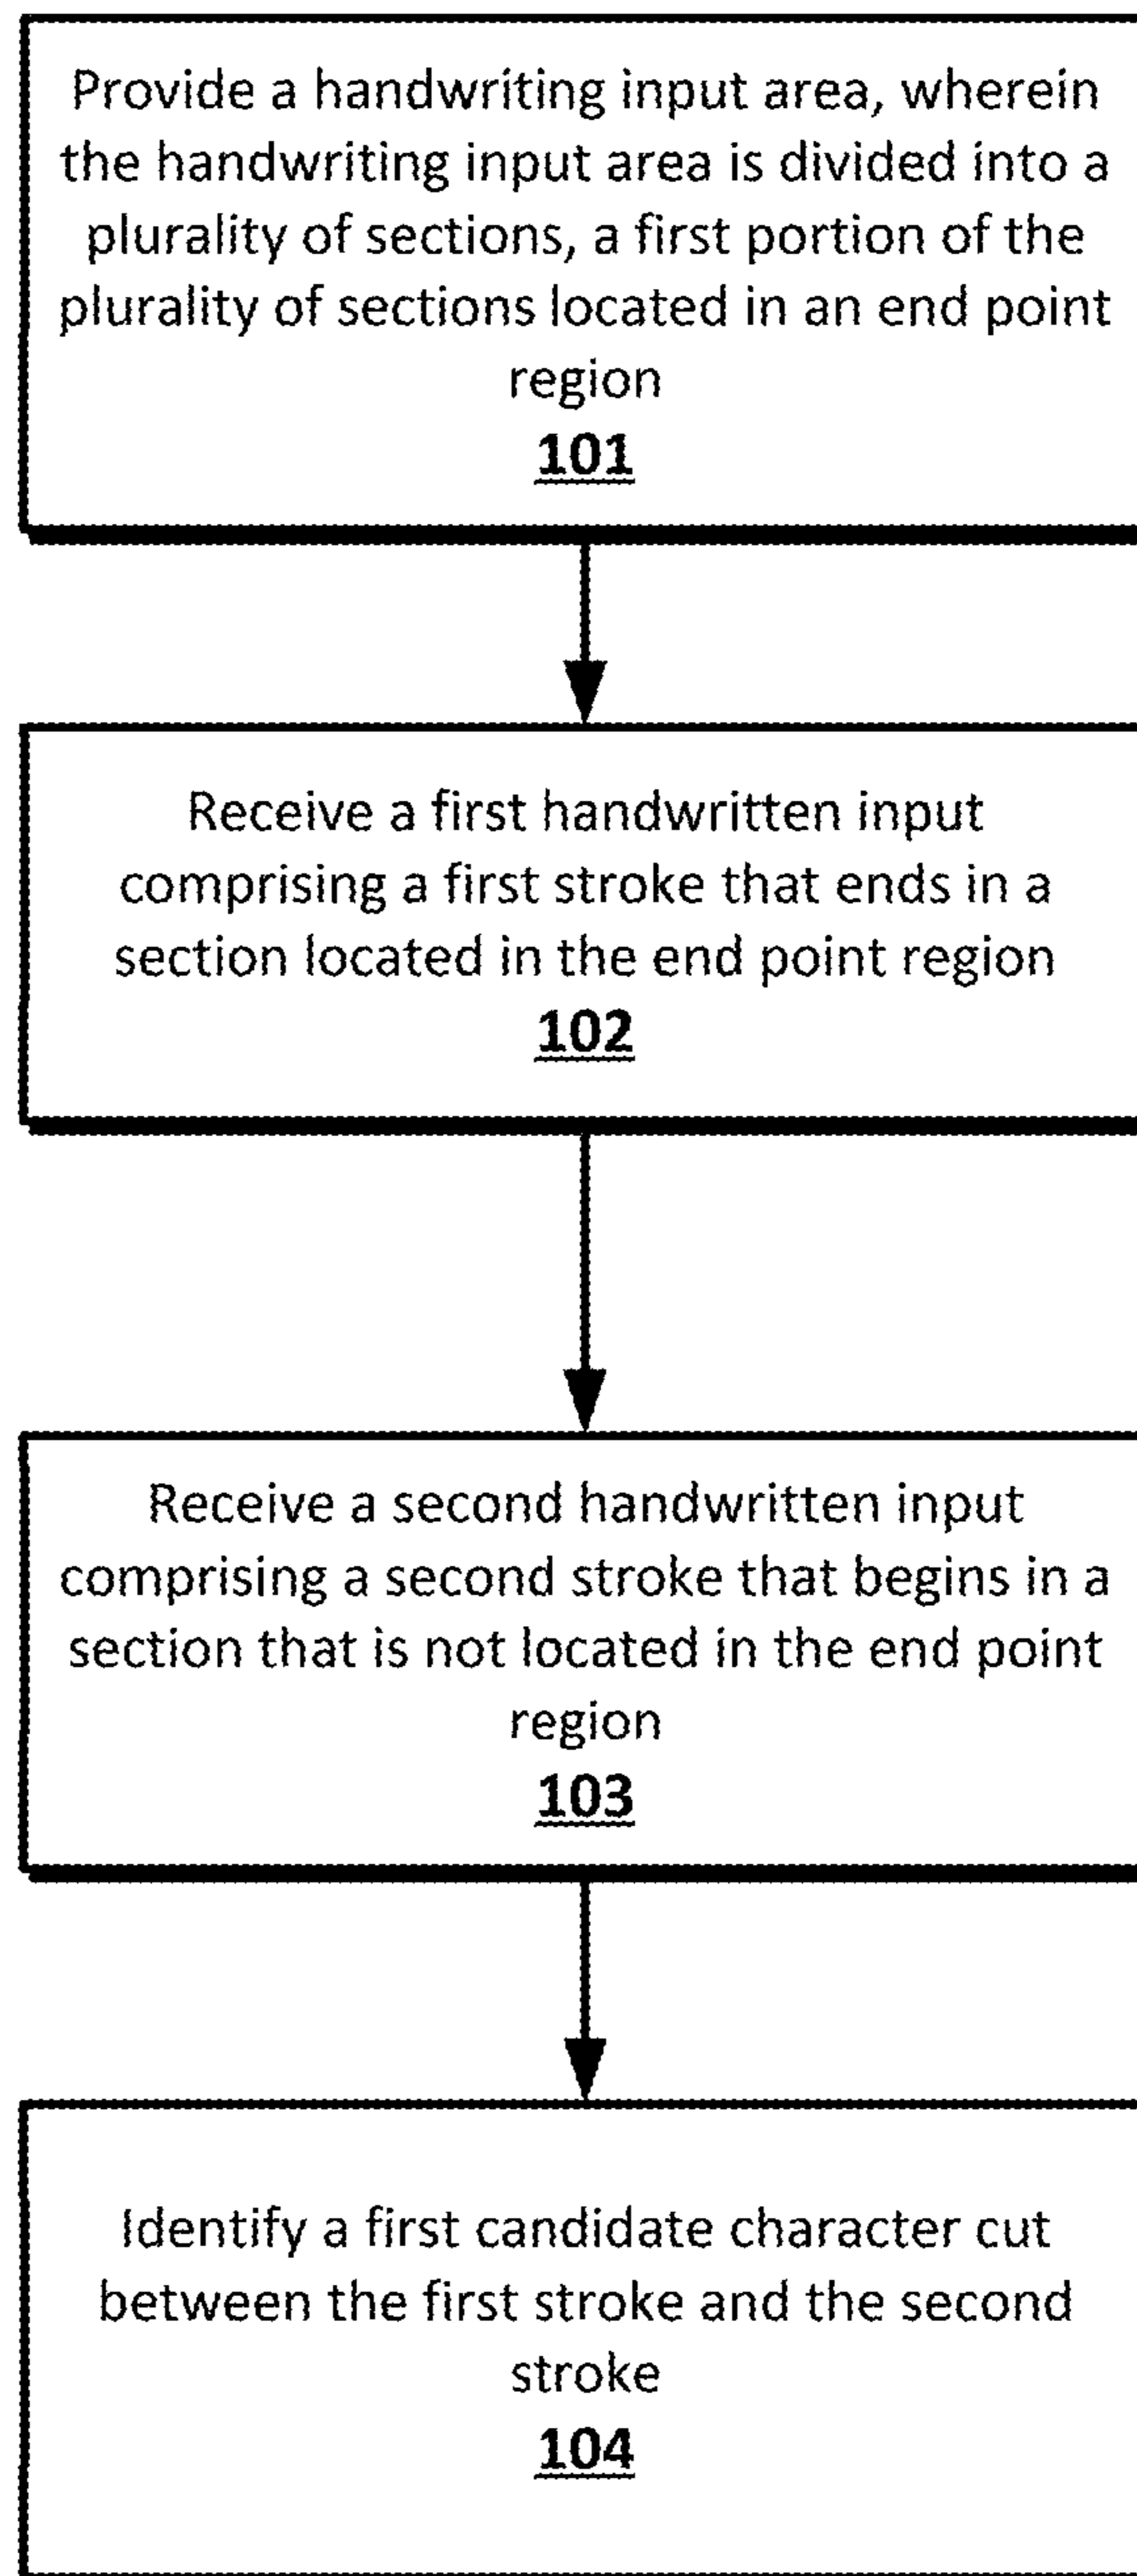 Provide a handwriting input area, wherein
the handwriting input area is divided into a
plurality of sections, a first portion of the
plurality of sections located in an end point
region
101
Receive a first handwritten input
comprising a first stroke that ends in a
section located in the end point region
102
Receive a second handwritten input
comprising a second stroke that begins in a
section that is not located in the end point
region
103
Identify a first candidate character cut
between the first stroke and the second
stroke
104